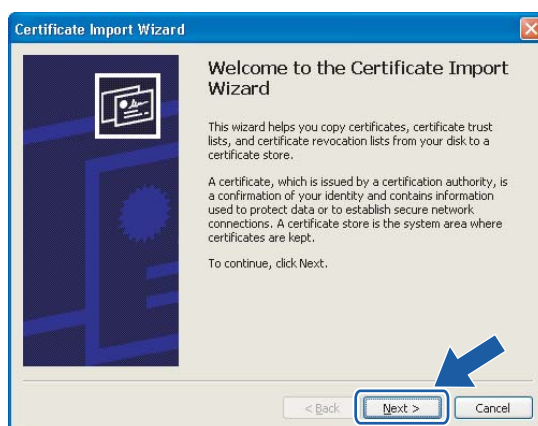 Certificate Import Wizard
Welcome to the Certificate Import
Wizard
This wizard helps you copy certificates, certificate trust
lists, and certificate revocation lists from your disk to a
certificate store.
A certificate, which is issued by a certification authority, is
a confirmation of your identity and contains information
used to protect data or to establish secure network
connections. A certificate store is the system area where
certificates are kept.
To continue, click Next.
< Back
Next >
Cancel